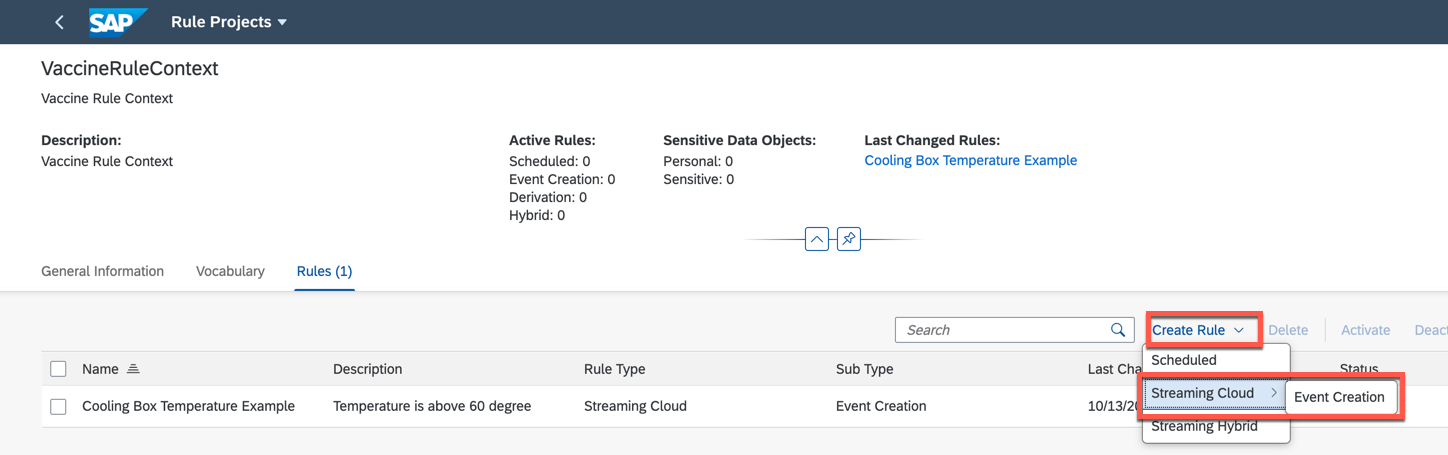 SAP Rule Projects
VaccineRuleContext
Vaccine Rule Context
Description: Active Rules: Sensitive Data Objects: Last Changed Rules:
Vaccine Rule Context Scheduled: 0 Personal: 0 Cooling Box Temperature Example
Event Creation: 0 Sensitive: 0
Derivation: 0
Hybrid: 0
General Information Vocabulary Rules (1)
Search Create Rule Delete Activate Deact
Scheduled
Name Description Rule Type Sub Type Last Cha Status
Streaming Cloud Event Creation
Cooling Box Temperature Example Temperature is above 60 degree Streaming Cloud Event Creation 10/13/20
Streaming Hybrid